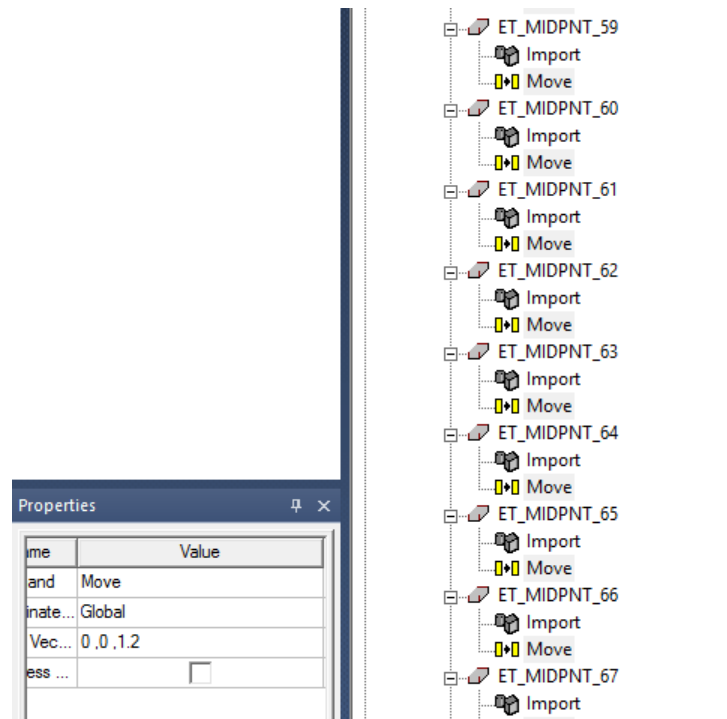 ET_MIDPNT_59
Import
Move
ET_MIDPNT_60
Import
Move
ET_MIDPNT_61
Import
Move
ET_MIDPNT_62
Import
Move
ET_MIDPNT_63
Import
Move
ET_MIDPNT_64
Import
Move
ET_MIDPNT_65
Import
Move
ET_MIDPNT_66
Import
Move
ET_MIDPNT_67
Import
Properties
me Value
and Move
inate... Global
Vec... 0 ,0 ,1.2
ess ...